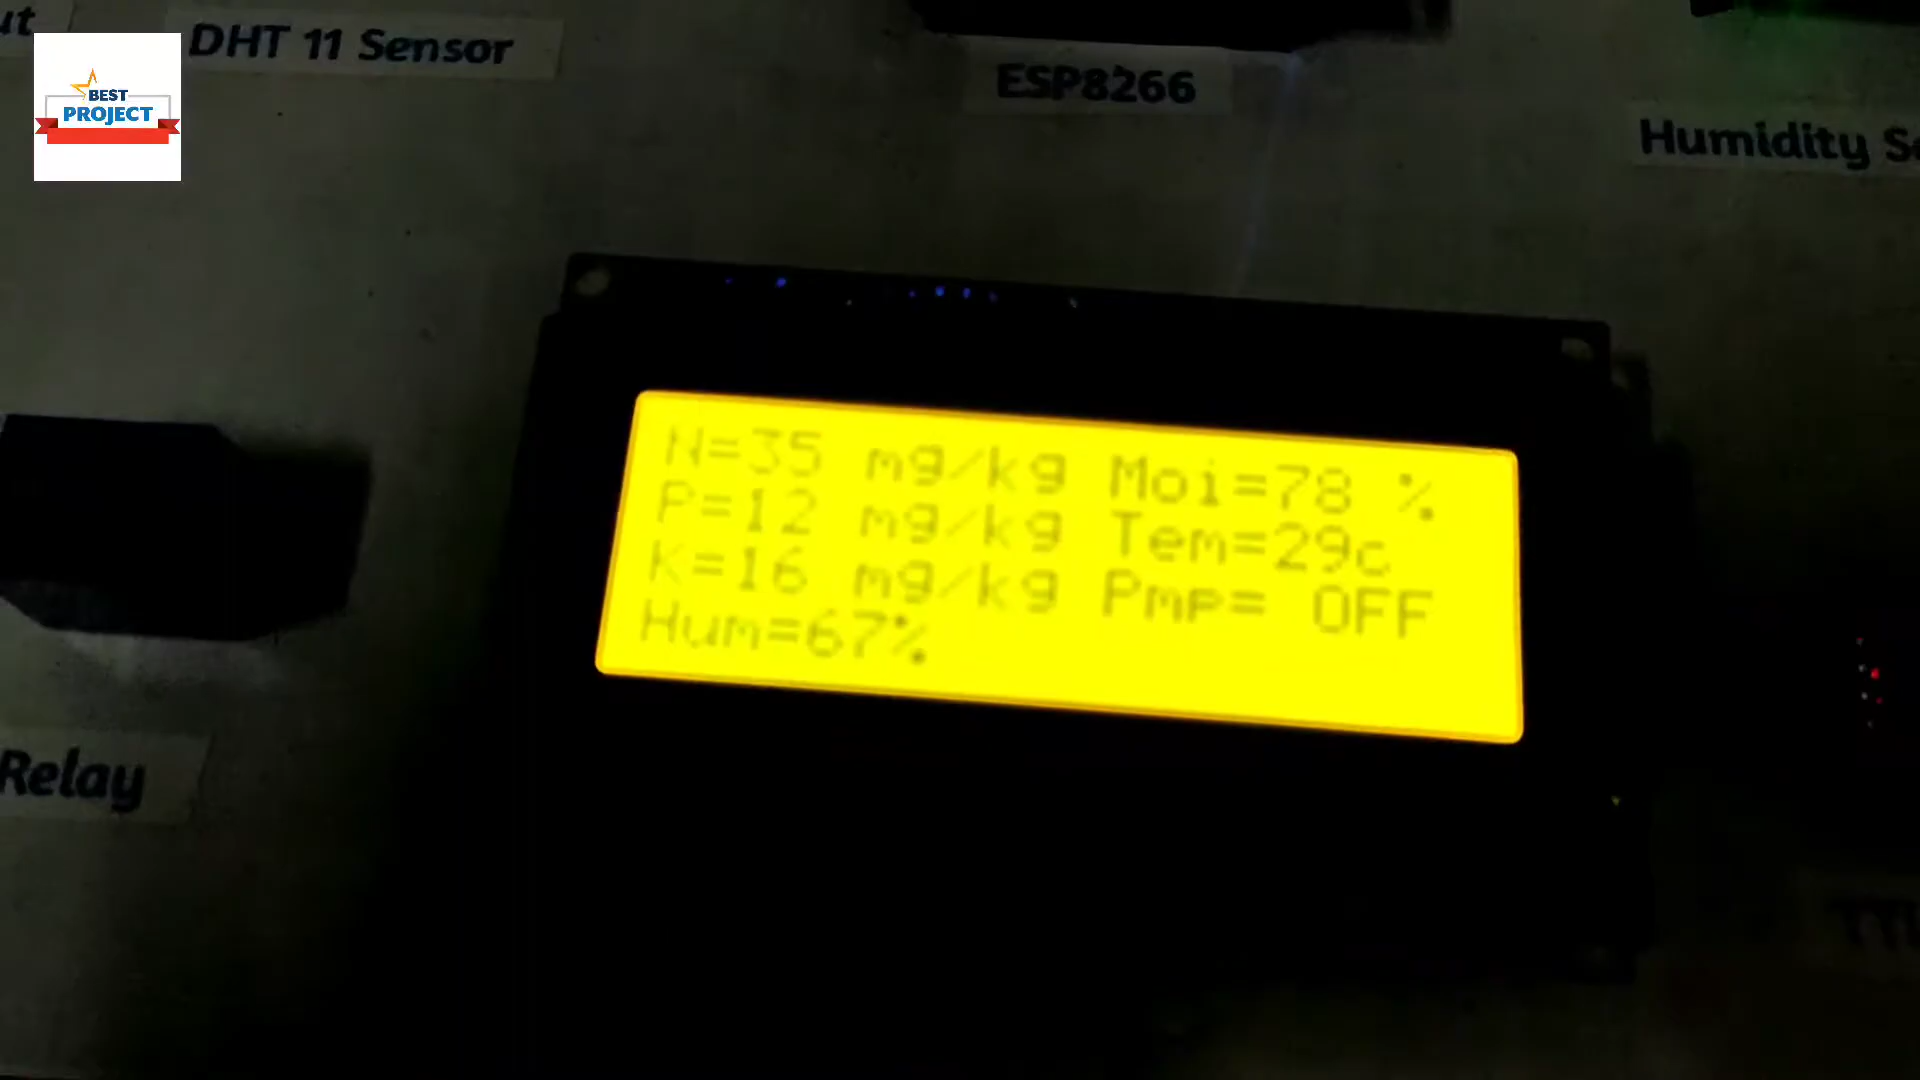 DHT 11 Sensor
ESP8266
Humidity
BEST
PROJECT
N=35 mg/kg Moi=78 %
P=12 mg/kg Tem=29c
K=16 mg/kg Pmp= OFF
Hum=67%
Relay